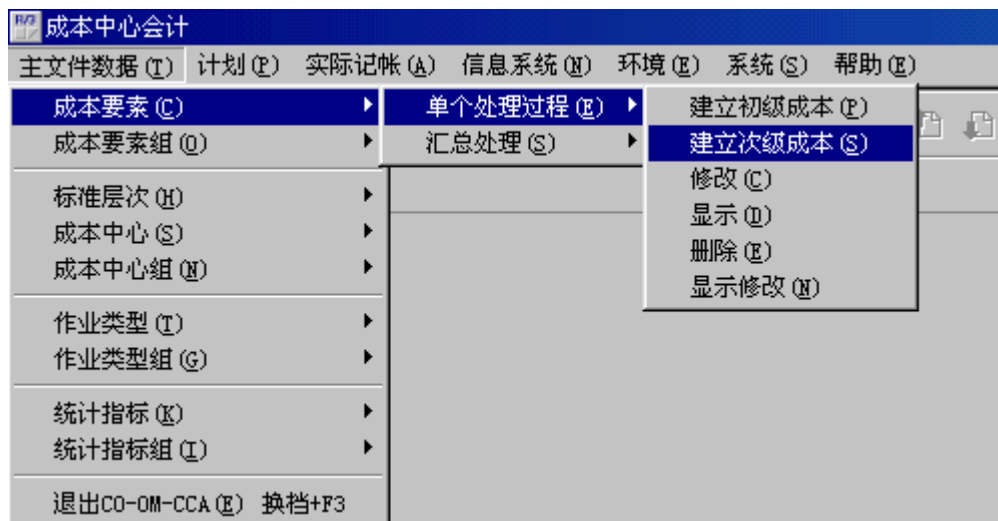 R/3 成本中心会计
主文件数据(T) 计划(P) 实际记帐(A) 信息系统(N) 环境(E) 系统(S) 帮助(E)
成本要素(C) 单个处理过程(E) 建立初级成本(P)
成本要素组(O) 汇总处理(S) 建立次级成本(S)
修改(C)
标准层次(H) 显示(D)
成本中心(S) 删除(E)
成本中心组(N) 显示修改(N)
作业类型(T)
作业类型组(G)
统计指标(K)
统计指标组(I)
退出CO-OM-CCA(E) 换档+F3